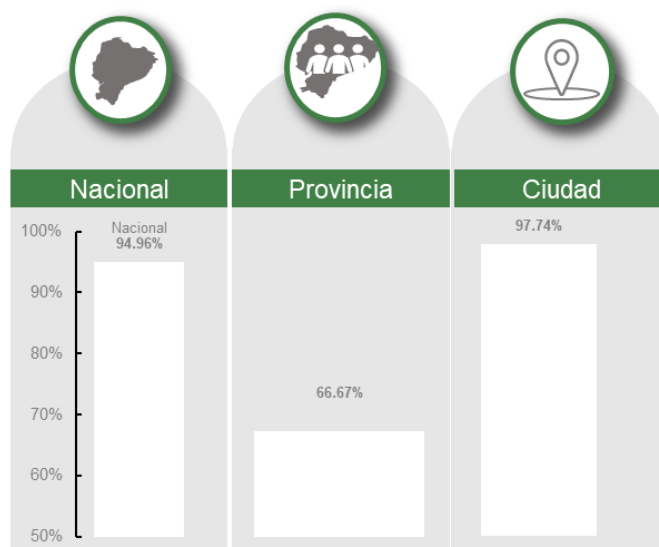 Nacional
Provincia
Ciudad
100%
90%
80%
70%
60%
50%
Nacional
94.96%
66.67%
97.74%